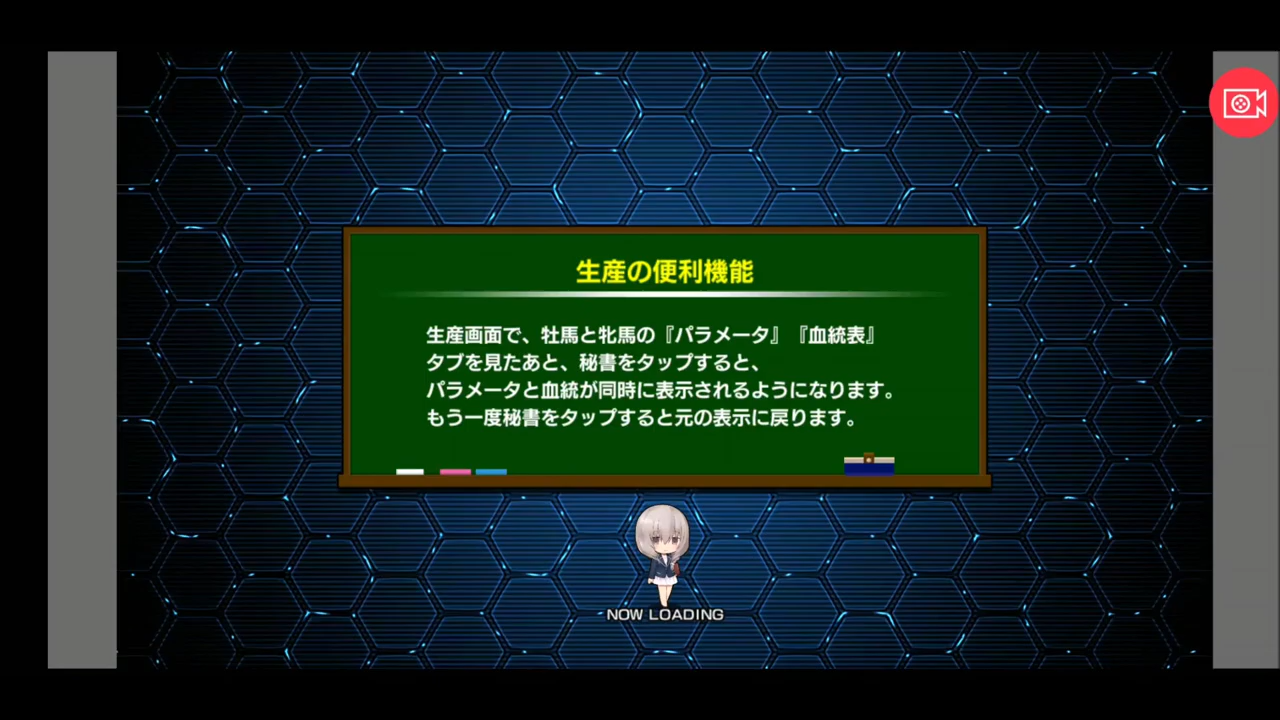 生産の便利機能
生産画面で、牡馬と牝馬の『パラメータ』『血統表』
タブを見たあと、秘書をタップすると、
パラメータと血統が同時に表示されるようになります。
もう一度秘書をタップすると元の表示に戻ります。
NOW LOADING